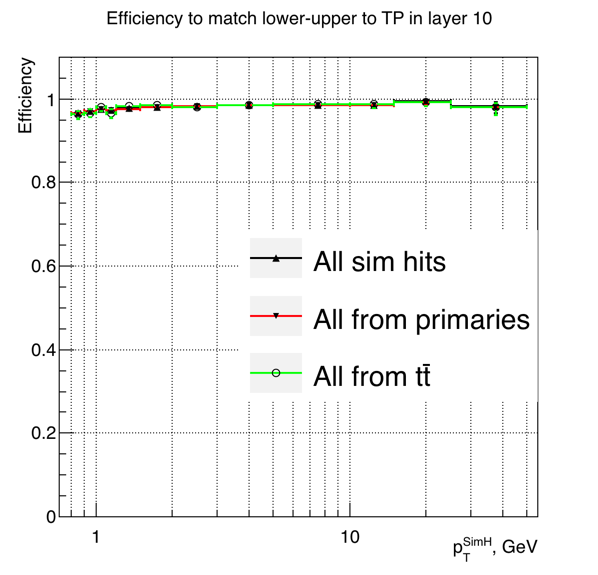 Efficiency to match lower-upper to TP in layer 10
Efficiency
1
0.8
0.6
0.4
0.2
0
All sim hits
All from primaries
All from tt̄
1
10
p_T^SimH, GeV